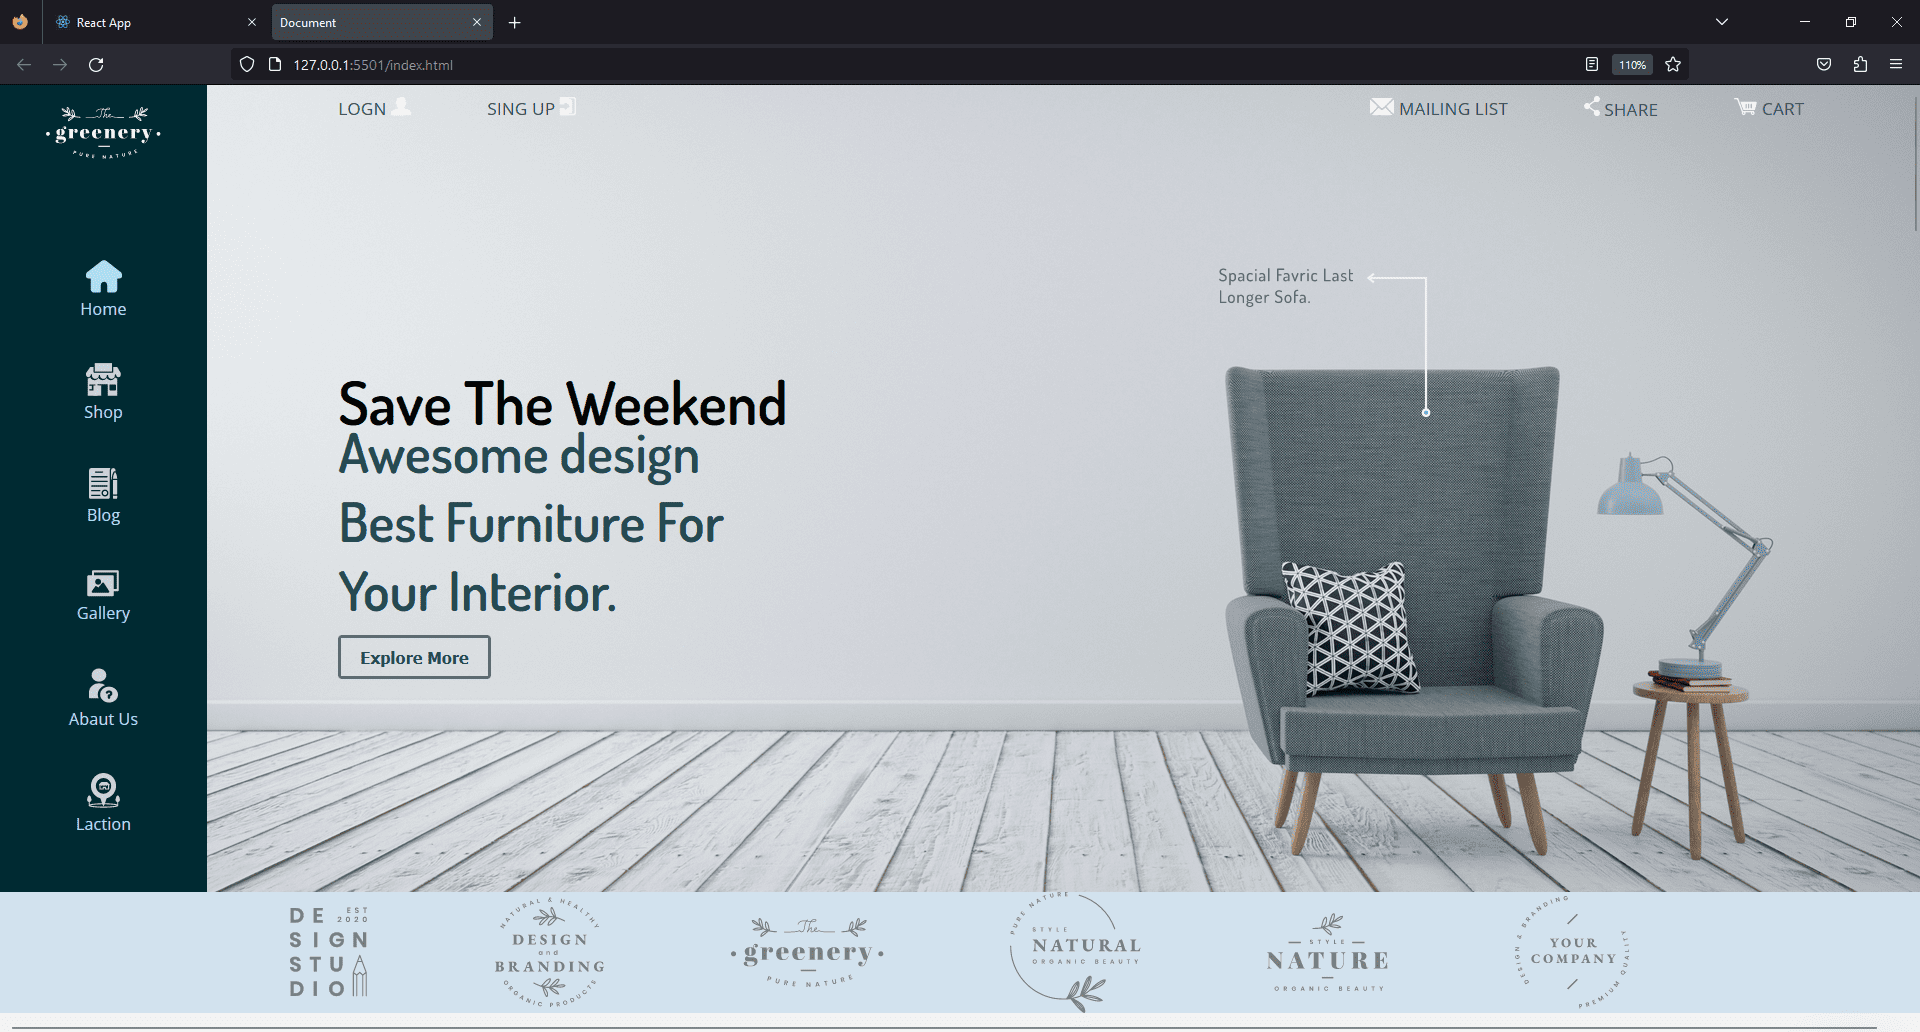 React App
Document
127.0.0.1:5501/index.html
110%
The
greenery
PURE NATURE
LOGN
SING UP
MAILING LIST
SHARE
CART
Home
Shop
Blog
Gallery
Abaut Us
Laction
Spacial Favric Last
Longer Sofa.
Save The Weekend
Awesome design
Best Furniture For
Your Interior.
Explore More
DE EST 2020
SIGN
STU
DIO
NATURAL & HEALTHY
DESIGN
and
BRANDING
ORGANIC PRODUCTS
The
greenery
PURE NATURE
PURE NATURE
STYLE
NATURAL
ORGANIC BEAUTY
STYLE
NATURE
ORGANIC BEAUTY
DESIGN & BRANDING
YOUR
COMPANY
PREMIUM QUALITY